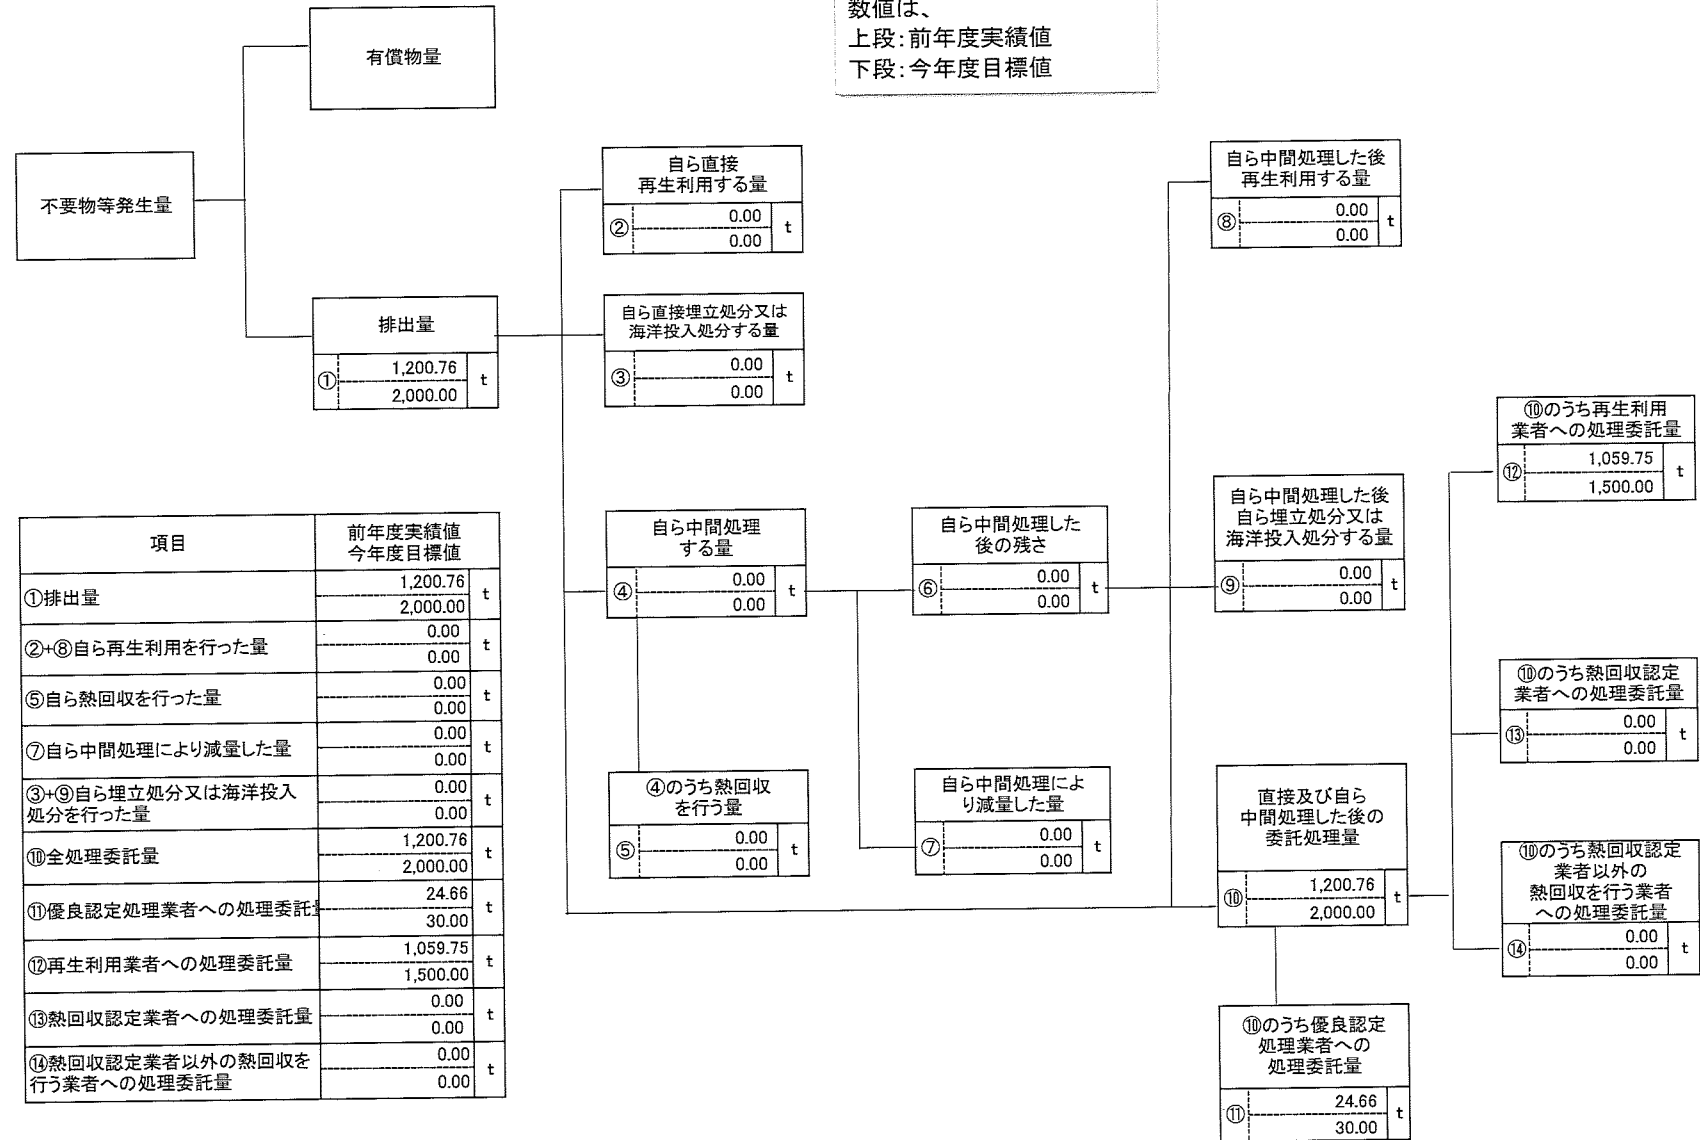 数値は、
上段:前年度実績値
下段:今年度目標値
有償物量
不要物等発生量
排出量
① 1,200.76 t
2,000.00
自ら直接
再生利用する量
② 0.00 t
0.00
自ら直接埋立処分又は
海洋投入処分する量
③ 0.00 t
0.00
自ら中間処理
する量
④ 0.00 t
0.00
④のうち熱回収
を行う量
⑤ 0.00 t
0.00
自ら中間処理した
後の残さ
⑥ 0.00 t
0.00
自ら中間処理によ
り減量した量
⑦ 0.00 t
0.00
自ら中間処理した後
再生利用する量
⑧ 0.00 t
0.00
自ら中間処理した後
自ら埋立処分又は
海洋投入処分する量
⑨ 0.00 t
0.00
直接及び自ら
中間処理した後の
委託処理量
⑩ 1,200.76 t
2,000.00
⑩のうち優良認定
処理業者への
処理委託量
⑪ 24.66 t
30.00
⑩のうち再生利用
業者への処理委託量
⑫ 1,059.75 t
1,500.00
⑩のうち熱回収認定
業者への処理委託量
⑬ 0.00 t
0.00
⑩のうち熱回収認定
業者以外の
熱回収を行う業者
への処理委託量
⑭ 0.00 t
0.00
項目 前年度実績値
今年度目標値
①排出量 1,200.76 t
2,000.00
②+⑧自ら再生利用を行った量 0.00 t
0.00
⑤自ら熱回収を行った量 0.00 t
0.00
⑦自ら中間処理により減量した量 0.00 t
0.00
③+⑨自ら埋立処分又は海洋投入
処分を行った量 0.00 t
0.00
⑩全処理委託量 1,200.76 t
2,000.00
⑪優良認定処理業者への処理委託 24.66 t
30.00
⑫再生利用業者への処理委託量 1,059.75 t
1,500.00
⑬熱回収認定業者への処理委託量 0.00 t
0.00
⑭熱回収認定業者以外の熱回収を
行う業者への処理委託量 0.00 t
0.00